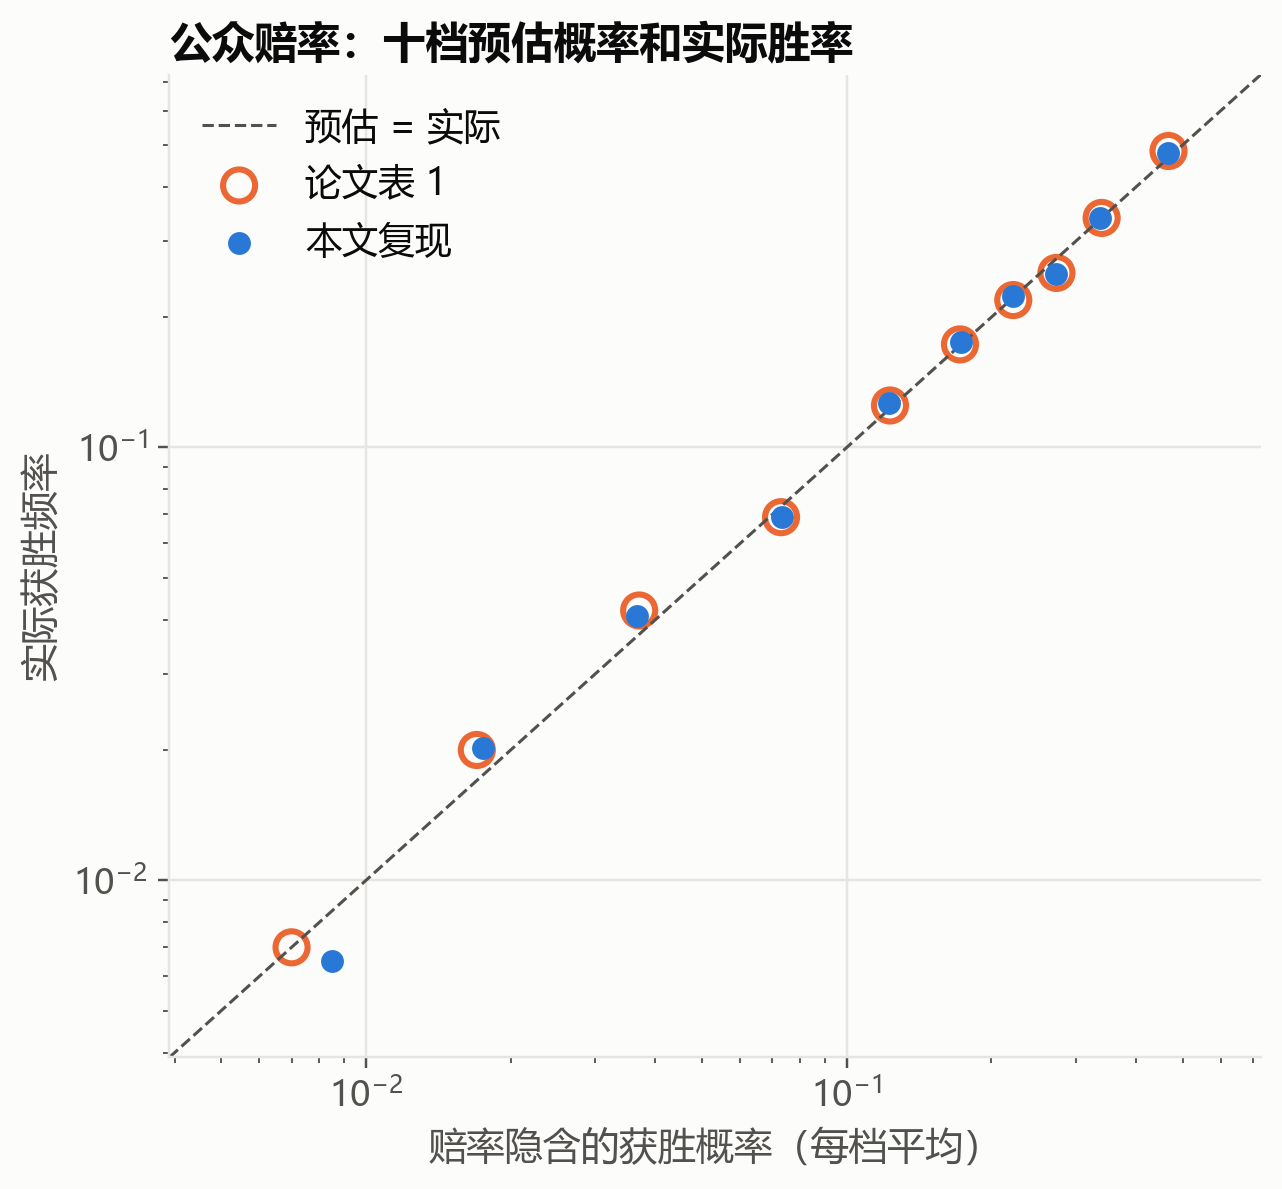 公众赔率：十档预估概率和实际胜率
预估 = 实际
论文表 1
本文复现
10⁻¹
10⁻²
实际获胜频率
10⁻²
10⁻¹
赔率隐含的获胜概率（每档平均）